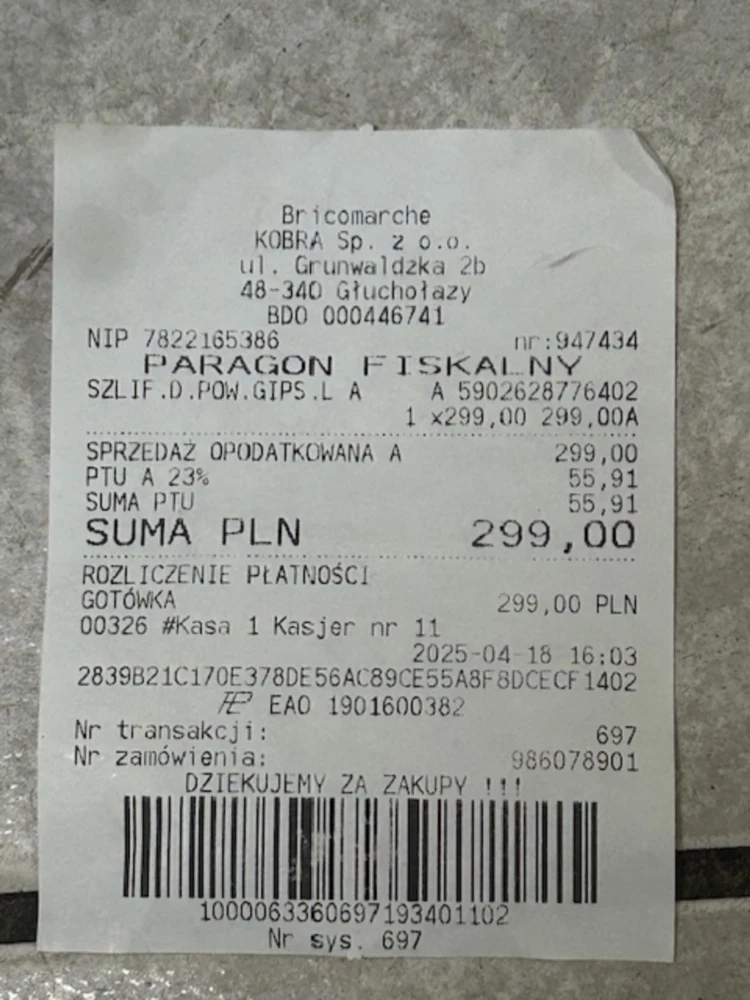 Bricomarche
KOBRA Sp. z o.o.
ul. Grunwaldzka 2b
48-340 Głuchołazy
BDO 000446741
NIP 7822165386 nr:947434
PARAGON FISKALNY
SZLIF.D.POW.GIPS.L A A 5902628776402
1 x299,00 299,00A
SPRZEDAŻ OPODATKOWANA A 299,00
PTU A 23% 55,91
SUMA PTU 55,91
SUMA PLN 299,00
ROZLICZENIE PŁATNOŚCI
GOTÓWKA 299,00 PLN
00326 #Kasa 1 Kasjer nr 11
2025-04-18 16:03
2839B21C170E378DE56AC89CE55A8F8DCECF1402
EAO 1901600382
Nr transakcji: 697
Nr zamówienia: 986078901
DZIEKUJEMY ZA ZAKUPY !!!
1000063360697193401102
Nr sys. 697